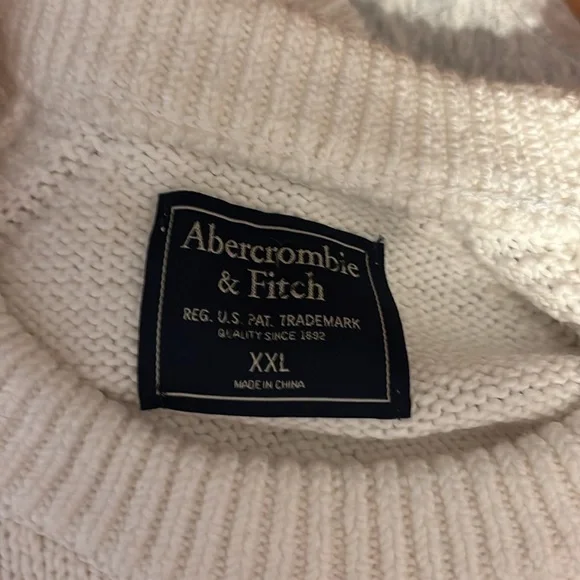 Abercrombie
& Fitch
REG. U.S. PAT. TRADEMARK
QUALITY SINCE 1892
XXL
MADE IN CHINA